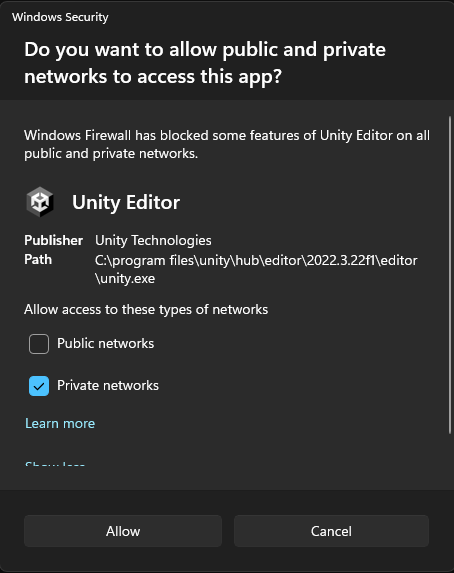 Windows Security
Do you want to allow public and private
networks to access this app?
Windows Firewall has blocked some features of Unity Editor on all
public and private networks.
Unity Editor
Publisher Unity Technologies
Path C:\program files\unity\hub\editor\2022.3.22f1\editor
\unity.exe
Allow access to these types of networks
Public networks
Private networks
Learn more
Show less
Allow Cancel